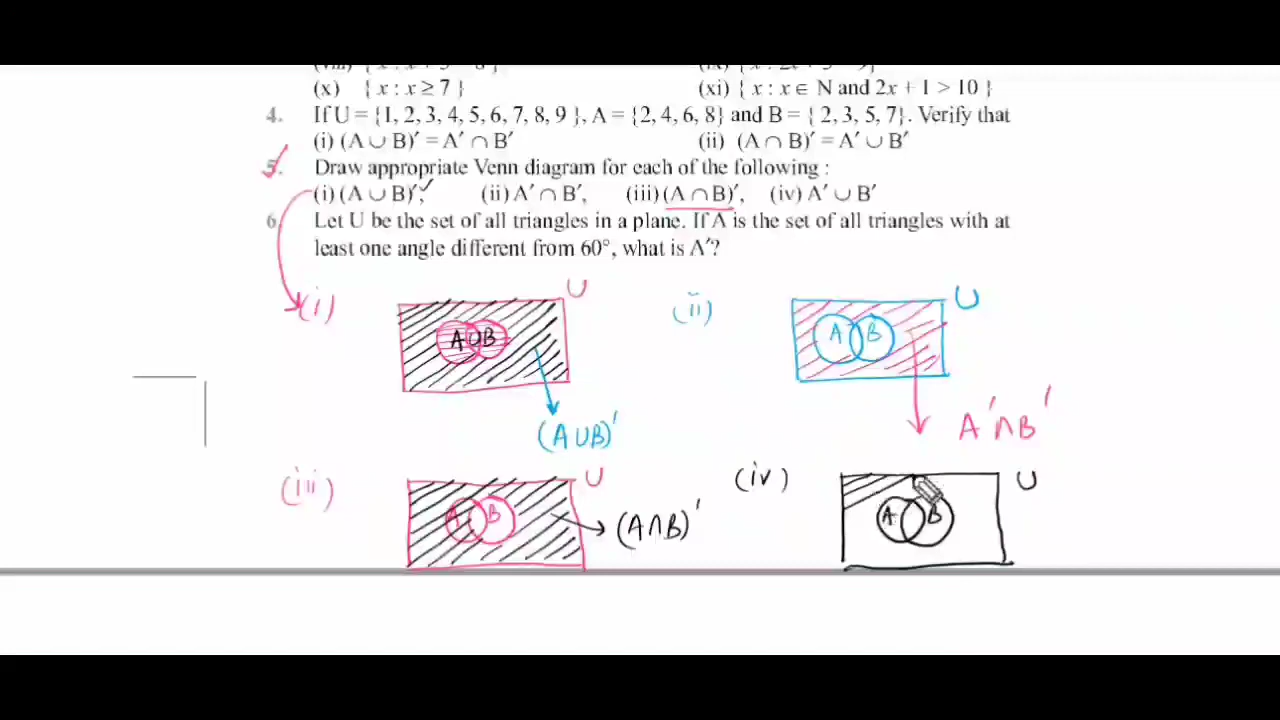 (x) { x : x ≥ 7 } (xi) { x : x ∈ N and 2x + 1 > 10 }
4. If U = {1, 2, 3, 4, 5, 6, 7, 8, 9 }, A = {2, 4, 6, 8} and B = { 2, 3, 5, 7}. Verify that
(i) (A ∪ B)′ = A′ ∩ B′ (ii) (A ∩ B)′ = A′ ∪ B′
5. Draw appropriate Venn diagram for each of the following :
(i) (A ∪ B)′, (ii) A′ ∩ B′, (iii) (A ∩ B)′, (iv) A′ ∪ B′
6. Let U be the set of all triangles in a plane. If A is the set of all triangles with at
least one angle different from 60°, what is A′?
(i) U (ii) U
A∪B A B
(A∪B)′ A′∩B′
(iii) U (iv) U
A B (A∩B)′ A B